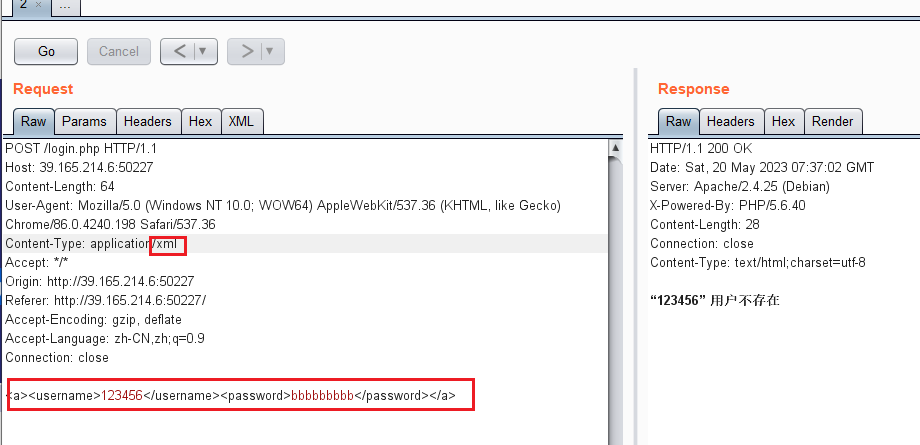 2 × ...
Go Cancel < ▼ > ▼
Request
Raw Params Headers Hex XML
POST /login.php HTTP/1.1
Host: 39.165.214.6:50227
Content-Length: 64
User-Agent: Mozilla/5.0 (Windows NT 10.0; WOW64) AppleWebKit/537.36 (KHTML, like Gecko)
Chrome/86.0.4240.198 Safari/537.36
Content-Type: application/xml
Accept: */*
Origin: http://39.165.214.6:50227
Referer: http://39.165.214.6:50227/
Accept-Encoding: gzip, deflate
Accept-Language: zh-CN,zh;q=0.9
Connection: close
<a><username>123456</username><password>bbbbbbbbb</password></a>
Response
Raw Headers Hex Render
HTTP/1.1 200 OK
Date: Sat, 20 May 2023 07:37:02 GMT
Server: Apache/2.4.25 (Debian)
X-Powered-By: PHP/5.6.40
Content-Length: 28
Connection: close
Content-Type: text/html;charset=utf-8
“123456” 用户不存在